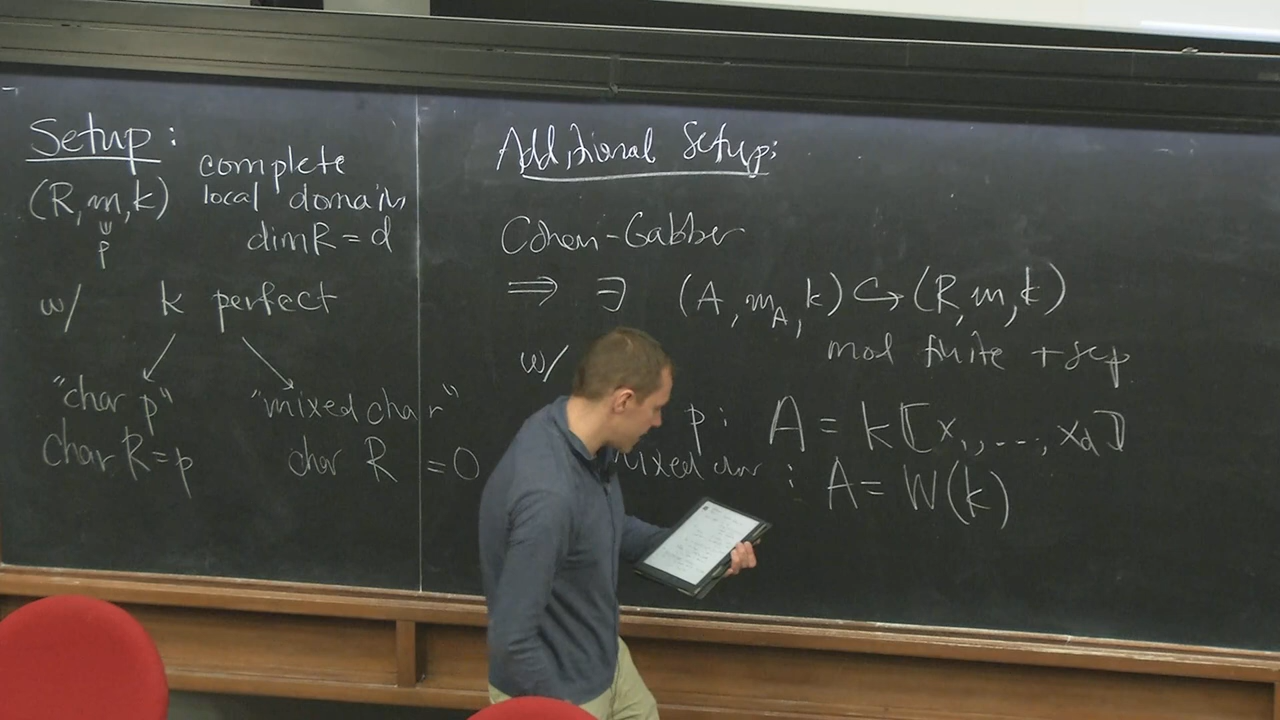 Setup:
(R, m, k) complete
local domain,
ψ
p
dim R = d
w/ k perfect
"char p" "mixed char"
char R = p char R = 0
Additional Setup:
Cohen-Gabber
⟹ ∃ (A, m_A, k) ↪ (R, m, k)
w/ mod finite + sep
p: A = k⟦x₁, ..., x_d⟧
mixed char : A = W(k)